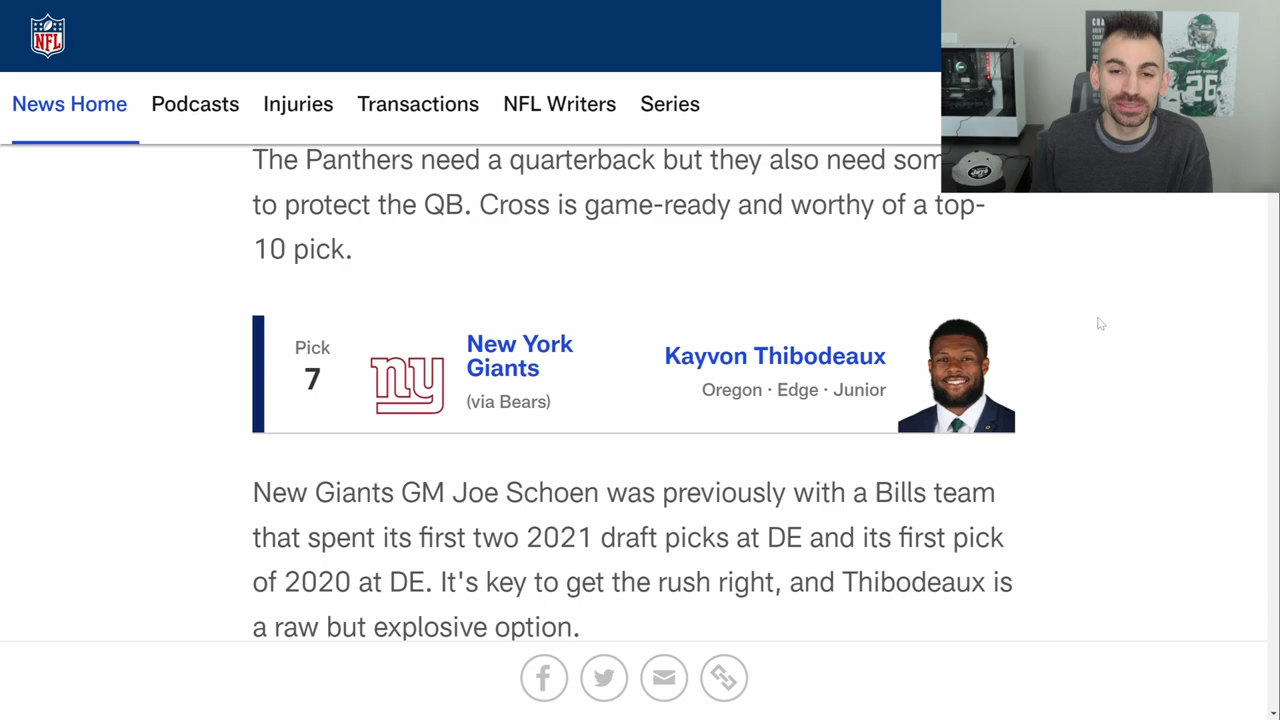 NFL
News Home Podcasts Injuries Transactions NFL Writers Series
The Panthers need a quarterback but they also need som
to protect the QB. Cross is game-ready and worthy of a top-
10 pick.
Pick
7
ny
New York
Giants
(via Bears)
Kayvon Thibodeaux
Oregon · Edge · Junior
New Giants GM Joe Schoen was previously with a Bills team
that spent its first two 2021 draft picks at DE and its first pick
of 2020 at DE. It's key to get the rush right, and Thibodeaux is
a raw but explosive option.
NEW YORK
26
JETS